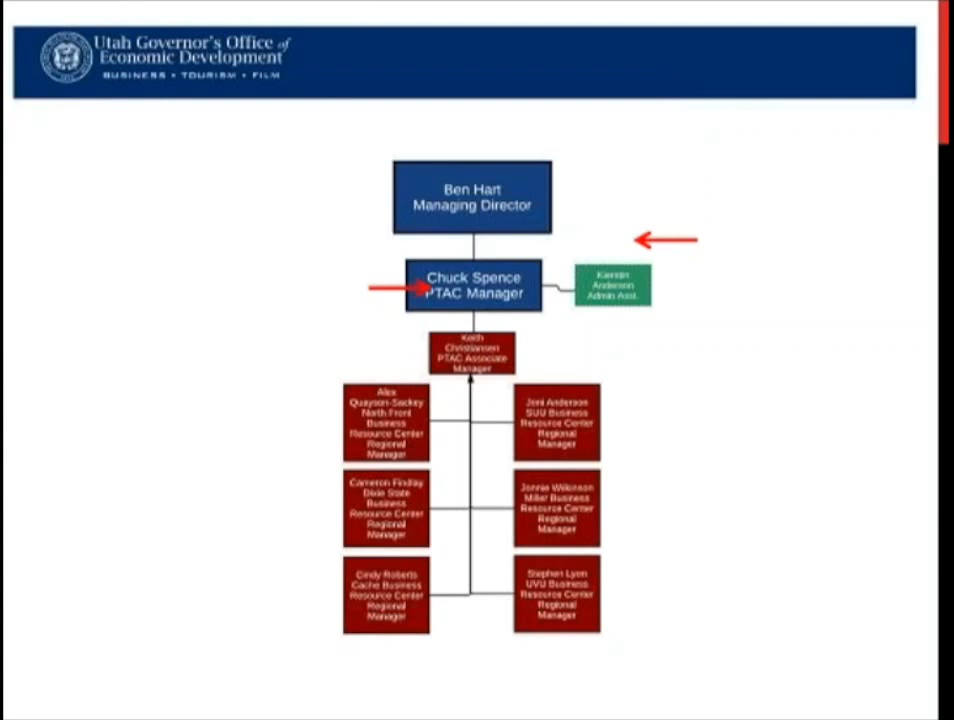 Utah Governor's Office of
Economic Development
BUSINESS • TOURISM • FILM
Ben Hart
Managing Director
Chuck Spence
PTAC Manager
Kierstin
Anderson
Admin Asst.
Keith
Christiansen
PTAC Associate
Manager
Alex
Quayson-Sackey
North Front
Business
Resource Center
Regional
Manager
Joni Anderson
SUU Business
Resource Center
Regional
Manager
Cameron Findlay
Dixie State
Business
Resource Center
Regional
Manager
Jonnie Wilkinson
Miller Business
Resource Center
Regional
Manager
Cindy Roberts
Cache Business
Resource Center
Regional
Manager
Stephen Lyon
UVU Business
Resource Center
Regional
Manager